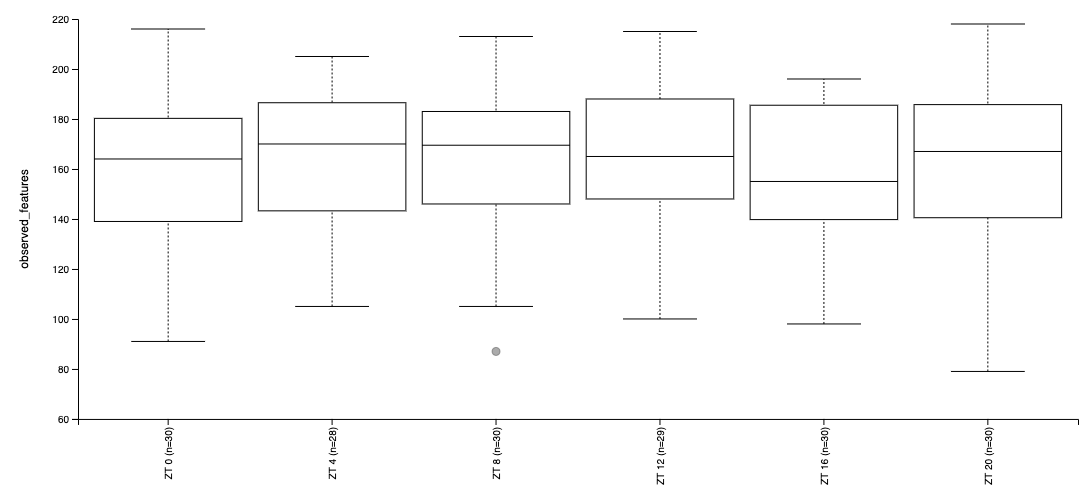 220
200
180
160
140
120
100
80
60
observed_features
ZT 0 (n=30)
ZT 4 (n=28)
ZT 8 (n=30)
ZT 12 (n=29)
ZT 16 (n=30)
ZT 20 (n=30)